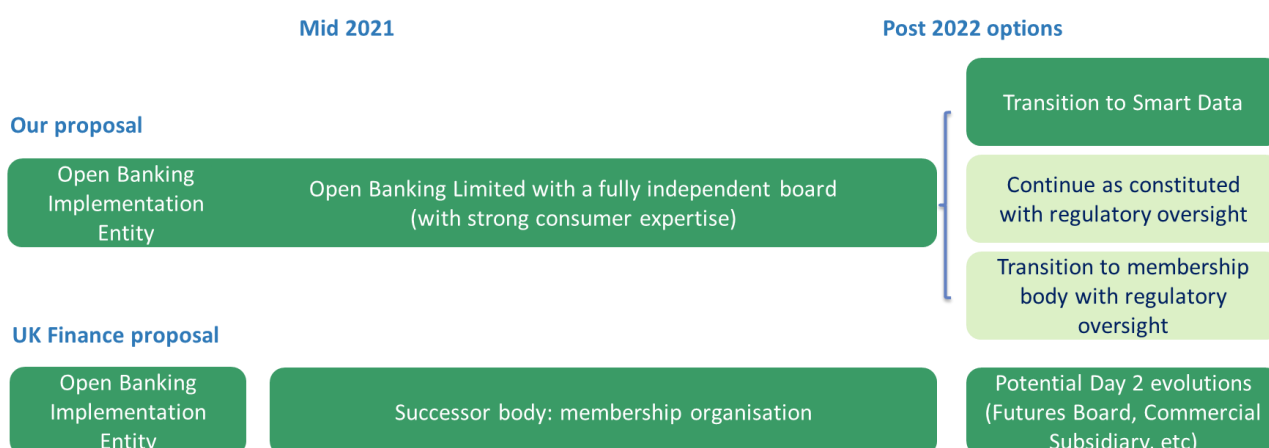 Mid 2021
Post 2022 options
Transition to Smart Data
Our proposal
Open Banking
Implementation
Entity
Open Banking Limited with a fully independent board
(with strong consumer expertise)
Continue as constituted
with regulatory oversight
Transition to membership
body with regulatory
oversight
UK Finance proposal
Open Banking
Implementation
Entity
Successor body: membership organisation
Potential Day 2 evolutions
(Futures Board, Commercial
Subsidiary, etc)